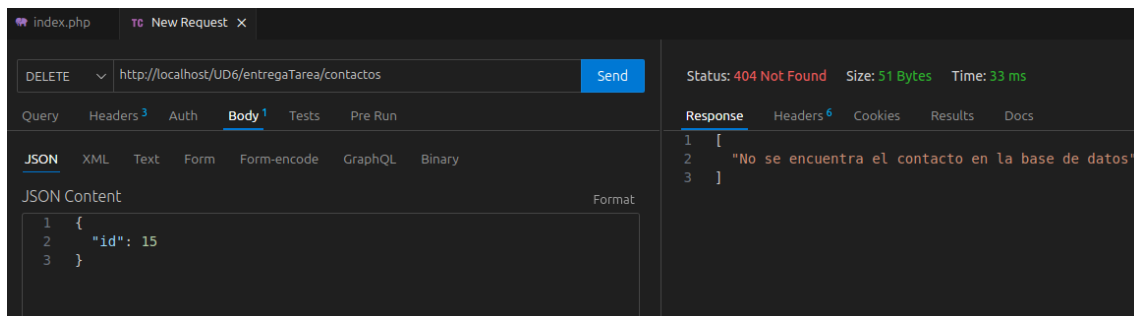 index.php TC New Request X
DELETE http://localhost/UD6/entregaTarea/contactos Send
Query Headers 3 Auth Body 1 Tests Pre Run
JSON XML Text Form Form-encode GraphQL Binary
JSON Content Format
1 {
2 "id": 15
3 }
Status: 404 Not Found Size: 51 Bytes Time: 33 ms
Response Headers 6 Cookies Results Docs
1 [
2 "No se encuentra el contacto en la base de datos"
3 ]